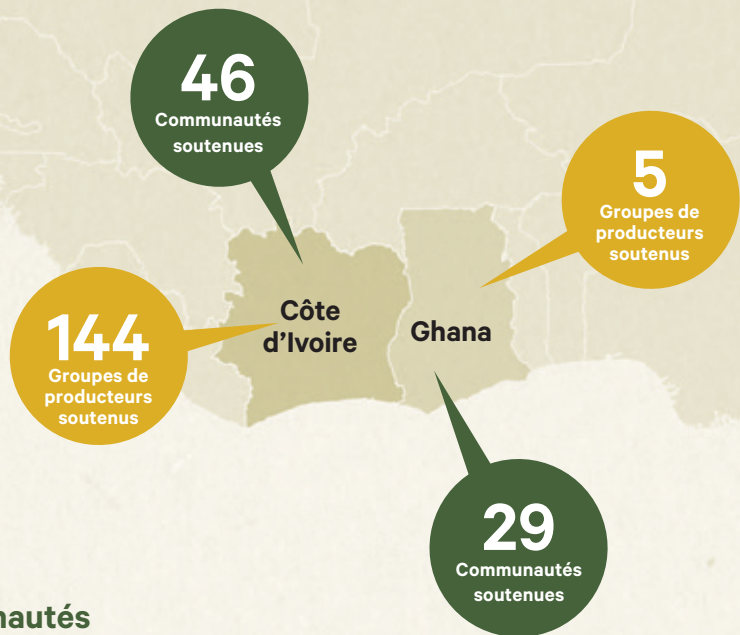 46
Communautés
soutenues
5
Groupes de
producteurs
soutenus
Côte
d'Ivoire
Ghana
144
Groupes de
producteurs
soutenus
29
Communautés
soutenues
nautés